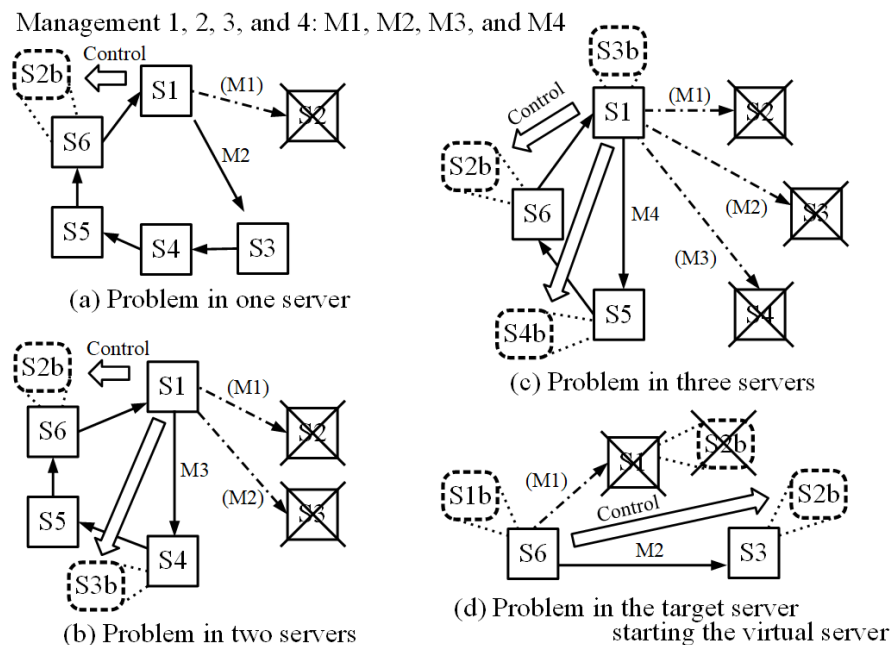 Management 1, 2, 3, and 4: M1, M2, M3, and M4
S2b
Control
S1
(M1)
S2
S6
M2
S5
S4
S3
(a) Problem in one server
S2b
Control
S1
(M1)
S2
S6
M3
(M2)
S3
S5
S4
S3b
(b) Problem in two servers
S3b
Control
S1
(M1)
S2
S2b
S6
M4
(M2)
S3
(M3)
S4b
S5
S4
(c) Problem in three servers
S1b
(M1)
S1
S2b
Control
S2b
S6
M2
S3
(d) Problem in the target server
starting the virtual server